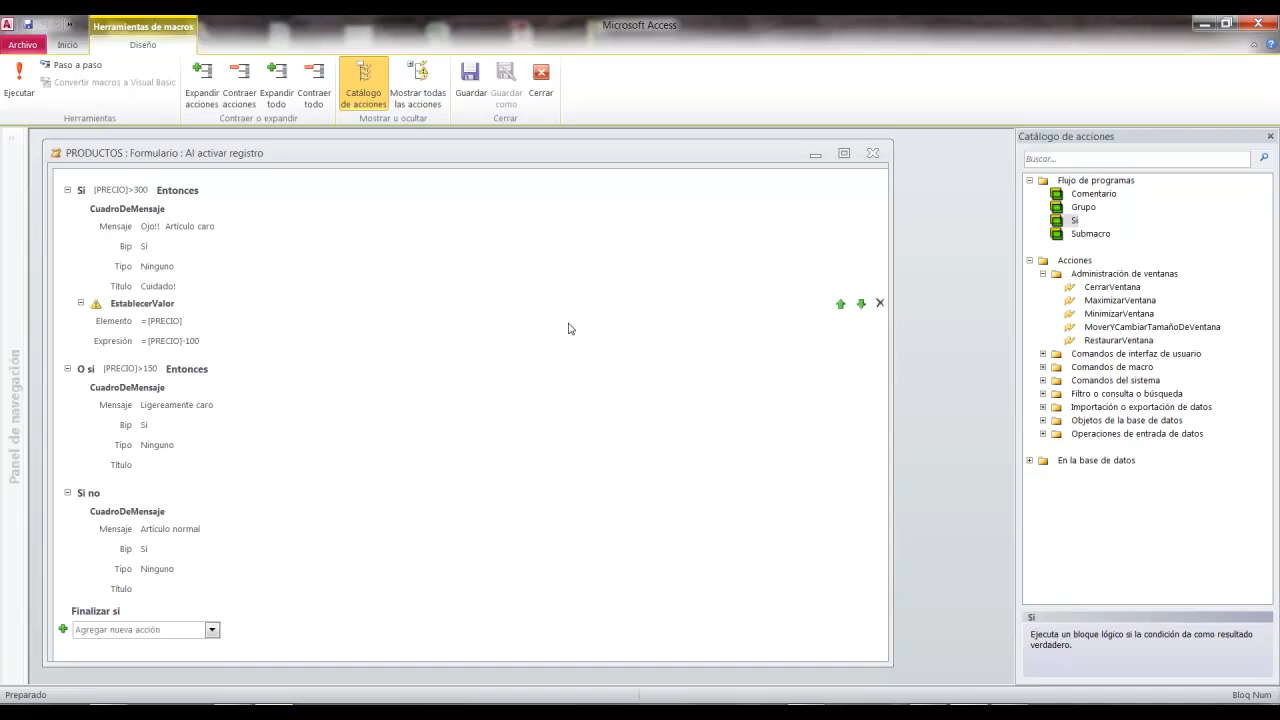 Herramientas de macros
Microsoft Access
Archivo
Inicio
Diseño
Ejecutar
Paso a paso
Convertir macros a Visual Basic
Herramientas
Expandir acciones
Contraer acciones
Expandir todo
Contraer todo
Contraer o expandir
Catálogo de acciones
Mostrar todas las acciones
Mostrar u ocultar
Guardar
Guardar como
Cerrar
Cerrar
Panel de navegación
PRODUCTOS : Formulario : Al activar registro
Si [PRECIO]>300 Entonces
CuadroDeMensaje
Mensaje Ojo!! Artículo caro
Bip Sí
Tipo Ninguno
Título Cuidado!
EstablecerValor
Elemento = [PRECIO]
Expresión = [PRECIO]-100
O si [PRECIO]>150 Entonces
CuadroDeMensaje
Mensaje Ligereamente caro
Bip Sí
Tipo Ninguno
Título
Si no
CuadroDeMensaje
Mensaje Artículo normal
Bip Sí
Tipo Ninguno
Título
Finalizar si
Agregar nueva acción
Catálogo de acciones
Buscar...
Flujo de programas
Comentario
Grupo
Si
Submacro
Acciones
Administración de ventanas
CerrarVentana
MaximizarVentana
MinimizarVentana
MoverYCambiarTamañoDeVentana
RestaurarVentana
Comandos de interfaz de usuario
Comandos de macro
Comandos del sistema
Filtro o consulta o búsqueda
Importación o exportación de datos
Objetos de la base de datos
Operaciones de entrada de datos
En la base de datos
Si
Ejecuta un bloque lógico si la condición da como resultado
verdadero.
Preparado
Bloq Num